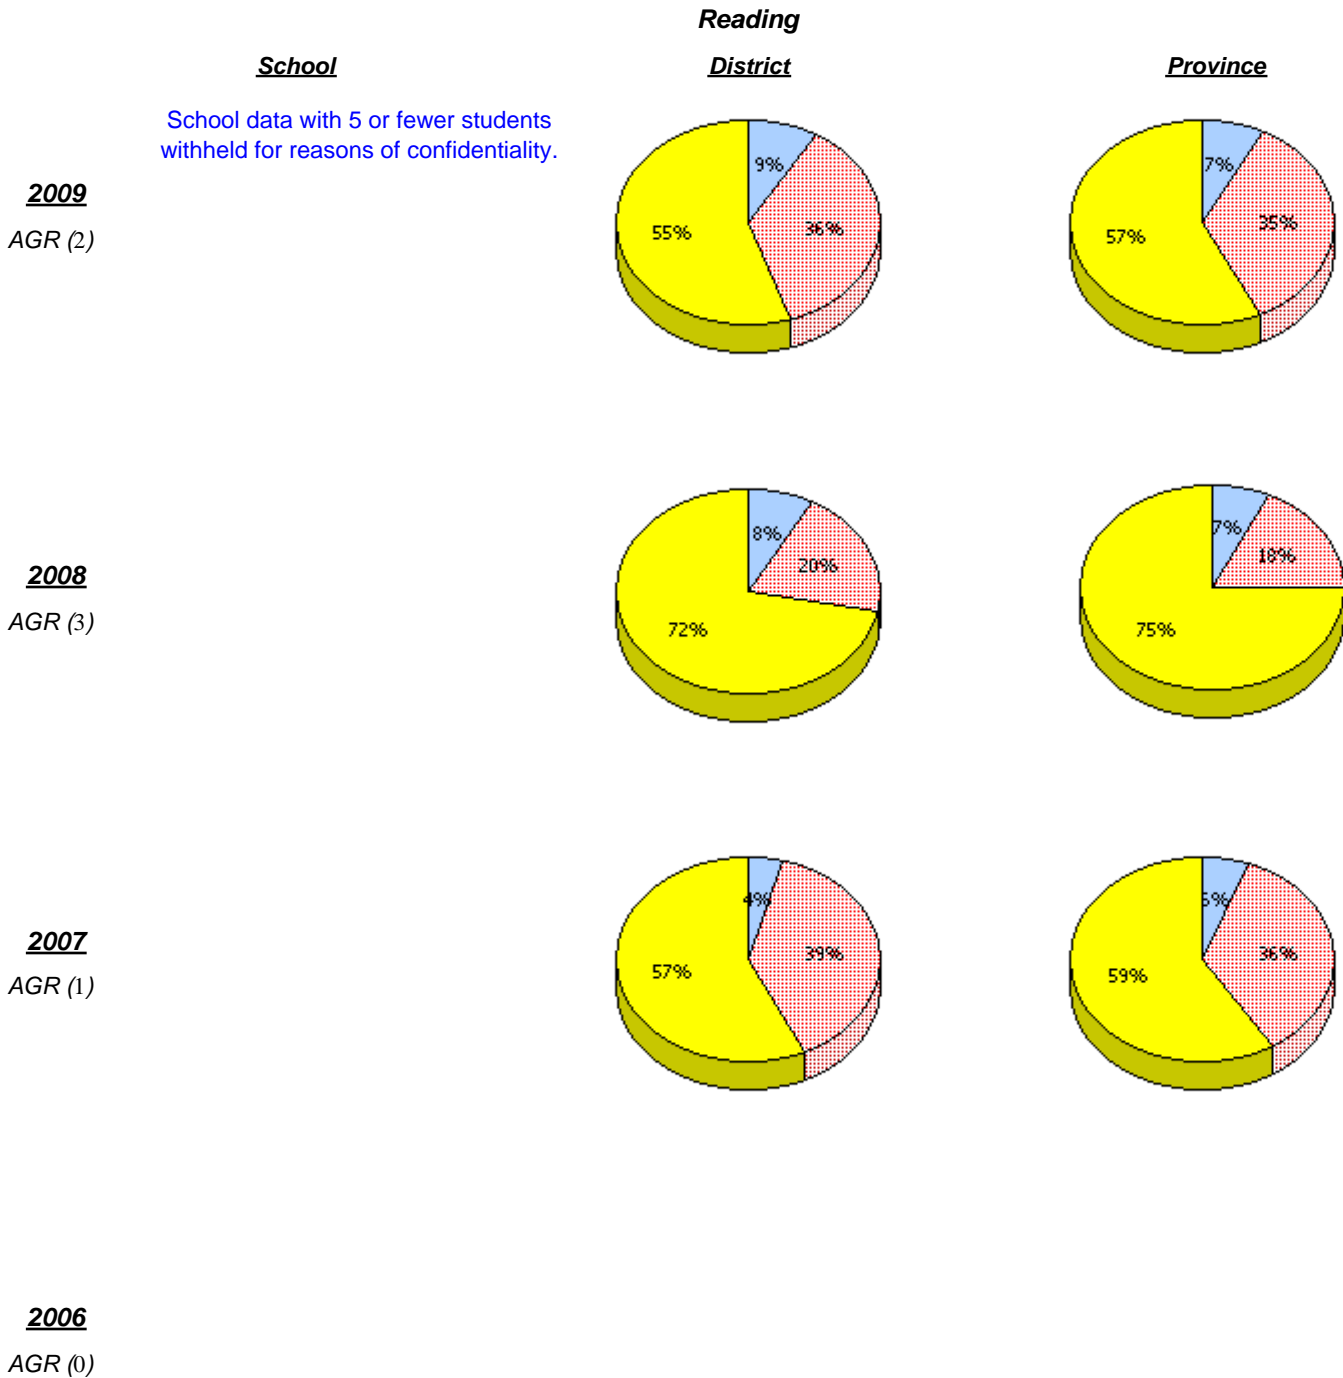 Reading
School District Province
School data with 5 or fewer students
withheld for reasons of confidentiality.
2009
AGR (2)
9%
36%
55%
7%
35%
57%
2008
AGR (3)
8%
20%
72%
7%
18%
75%
2007
AGR (1)
4%
39%
57%
5%
36%
59%
2006
AGR (0)